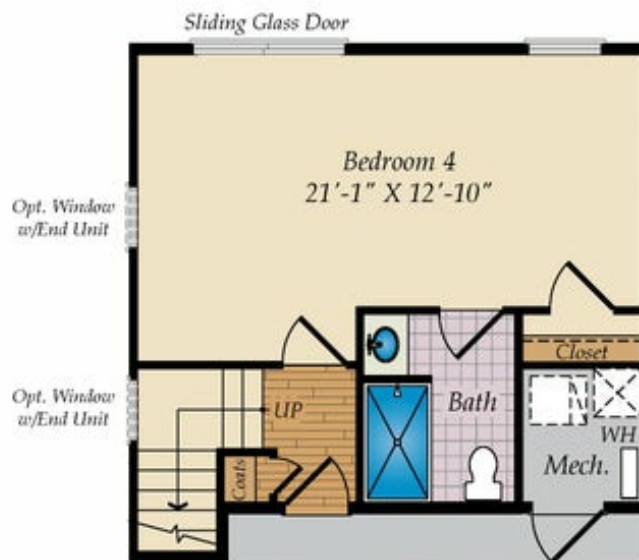 Sliding Glass Door
Bedroom 4
21'-1" X 12'-10"
Opt. Window
w/End Unit
Closet
Opt. Window
w/End Unit
UP
Bath
WH
Mech.
Coats